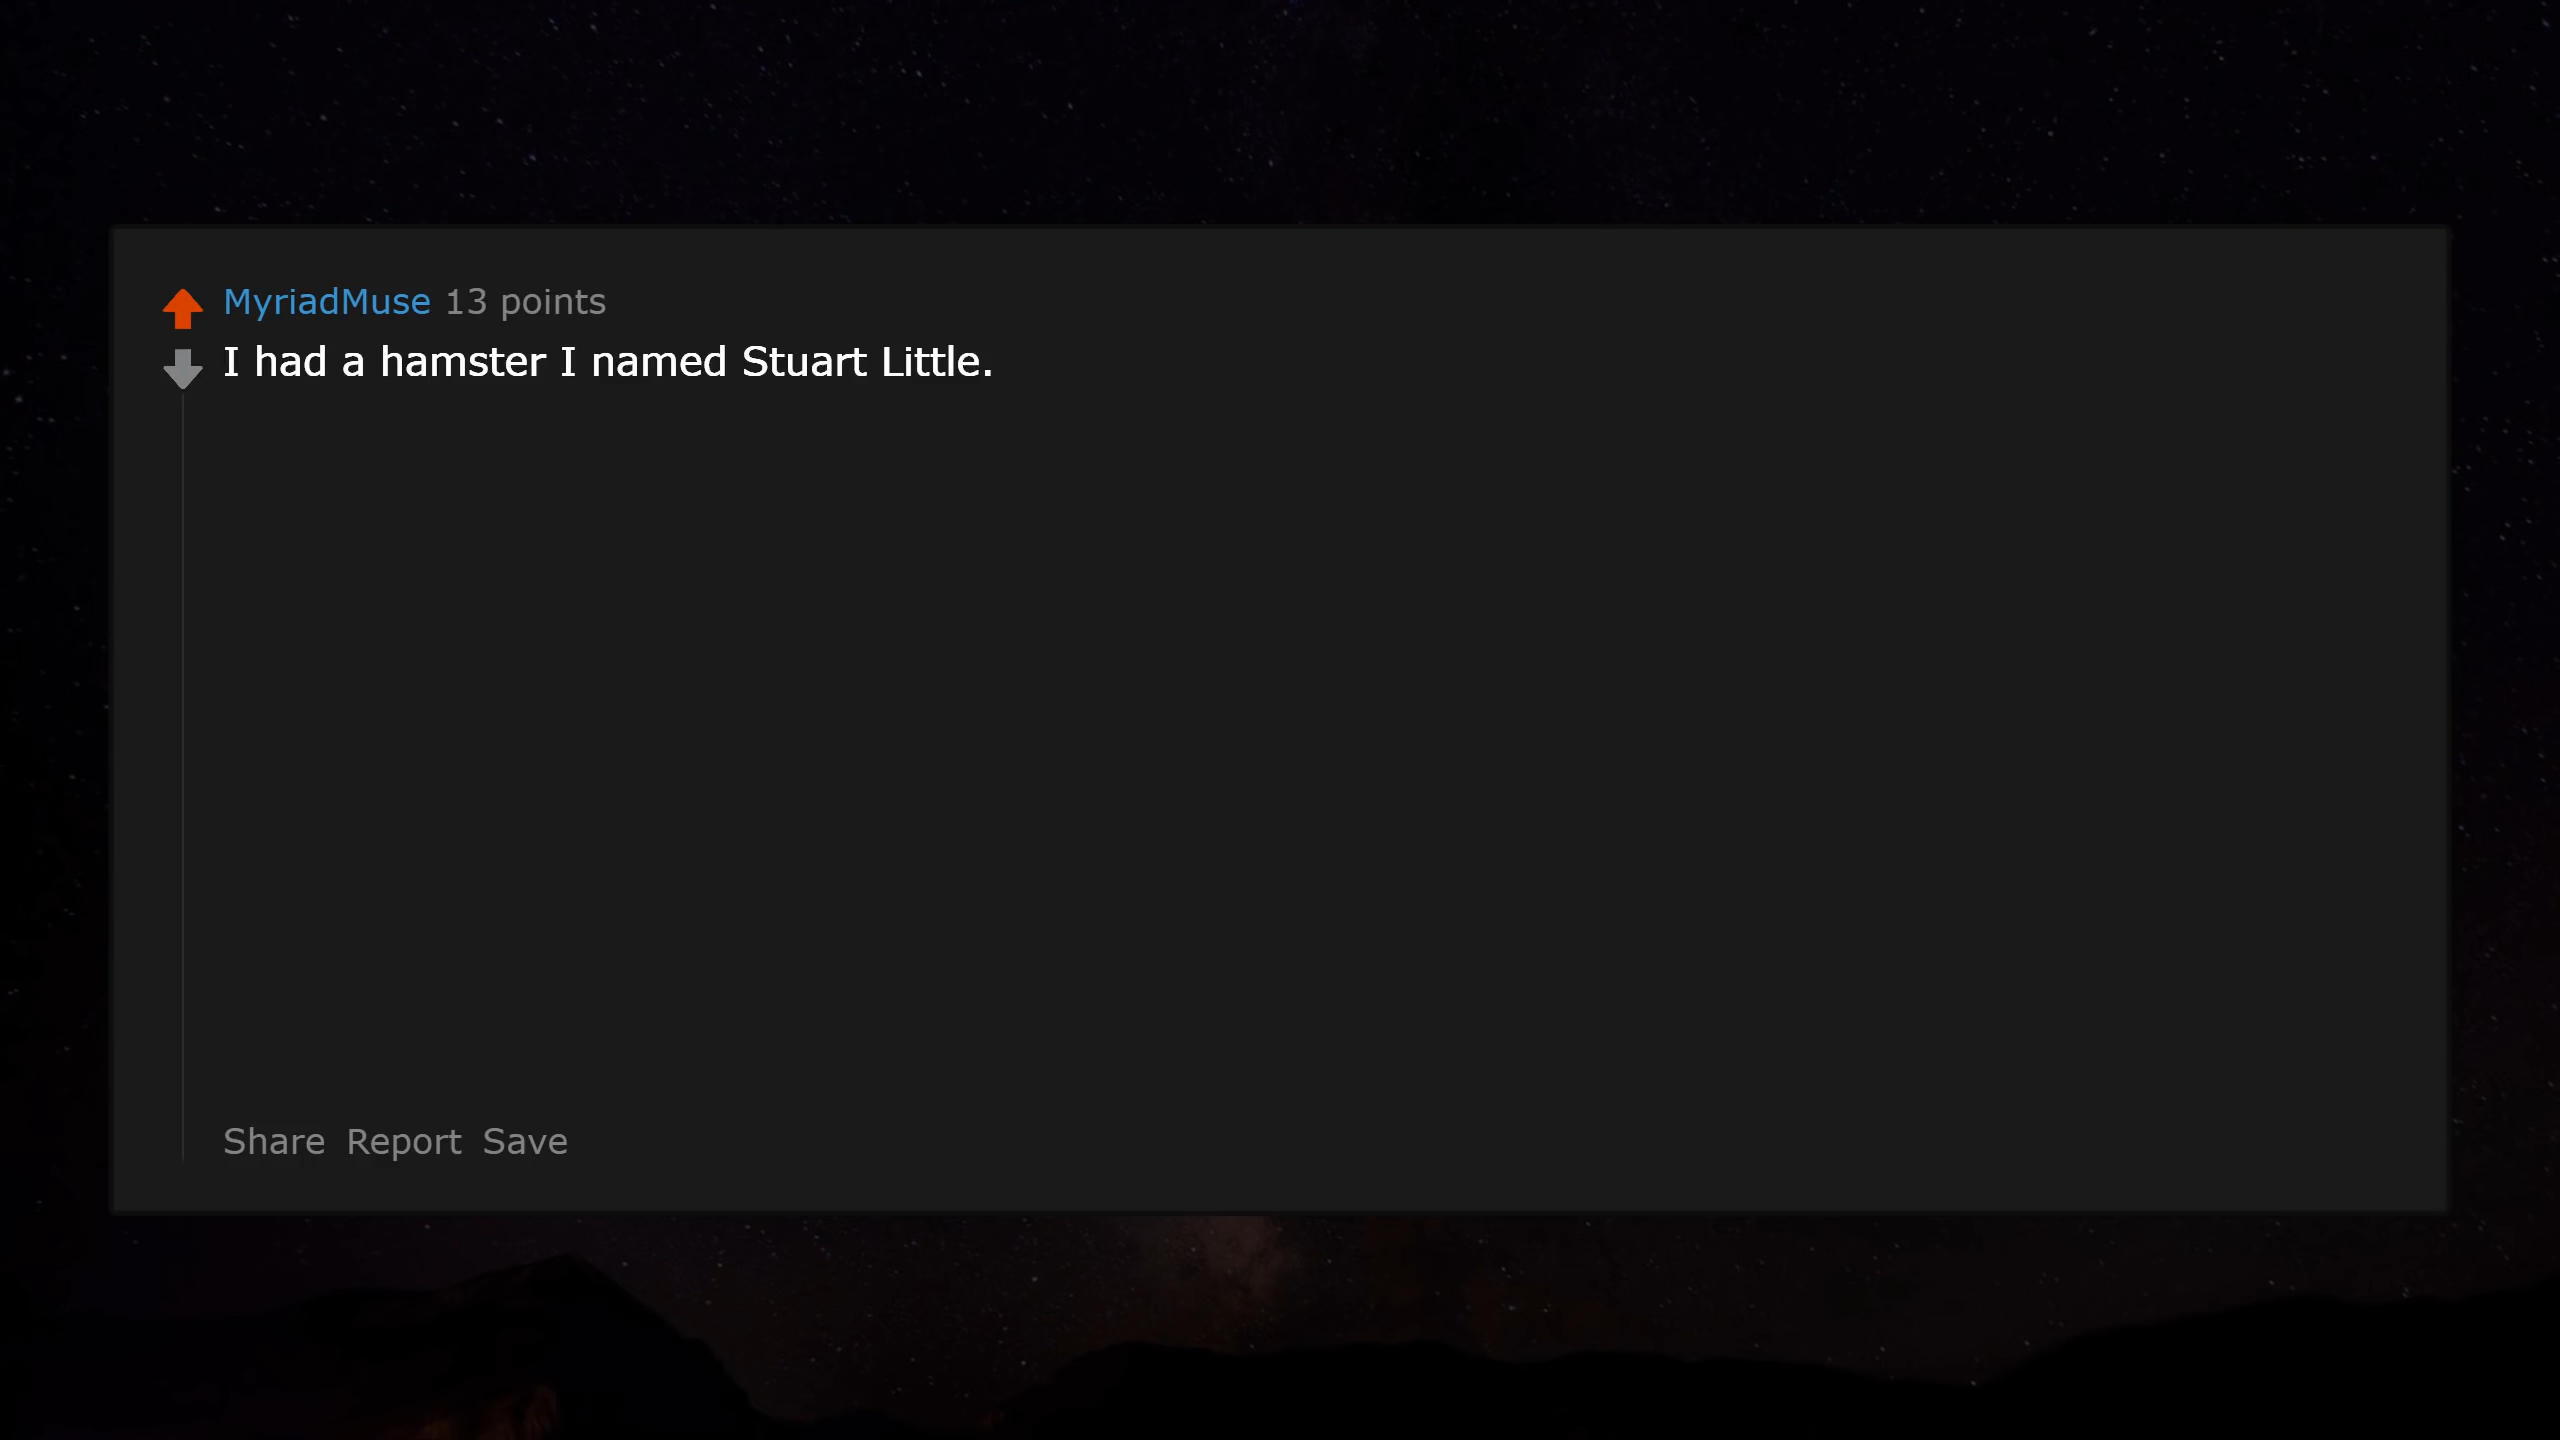 MyriadMuse 13 points
I had a hamster I named Stuart Little.
Share Report Save